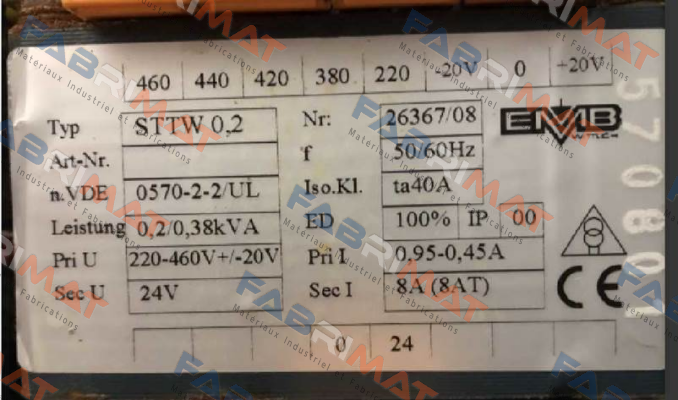 460 440 420 380 220 -20V 0 +20V
Typ STTW 0,2 Nr: 26367/08 EMB
Art-Nr. f 50/60Hz
n.VDE 0570-2-2/UL Iso.Kl. ta40A
Leistung 0,2/0,38kVA ED 100% IP 00
Pri U 220-460V+/-20V Pri I 0,95-0,45A
Sec U 24V Sec I 8A (8AT) CE
0 24
57080
FABRIMAT
Materiaux Industriel et Fabrications